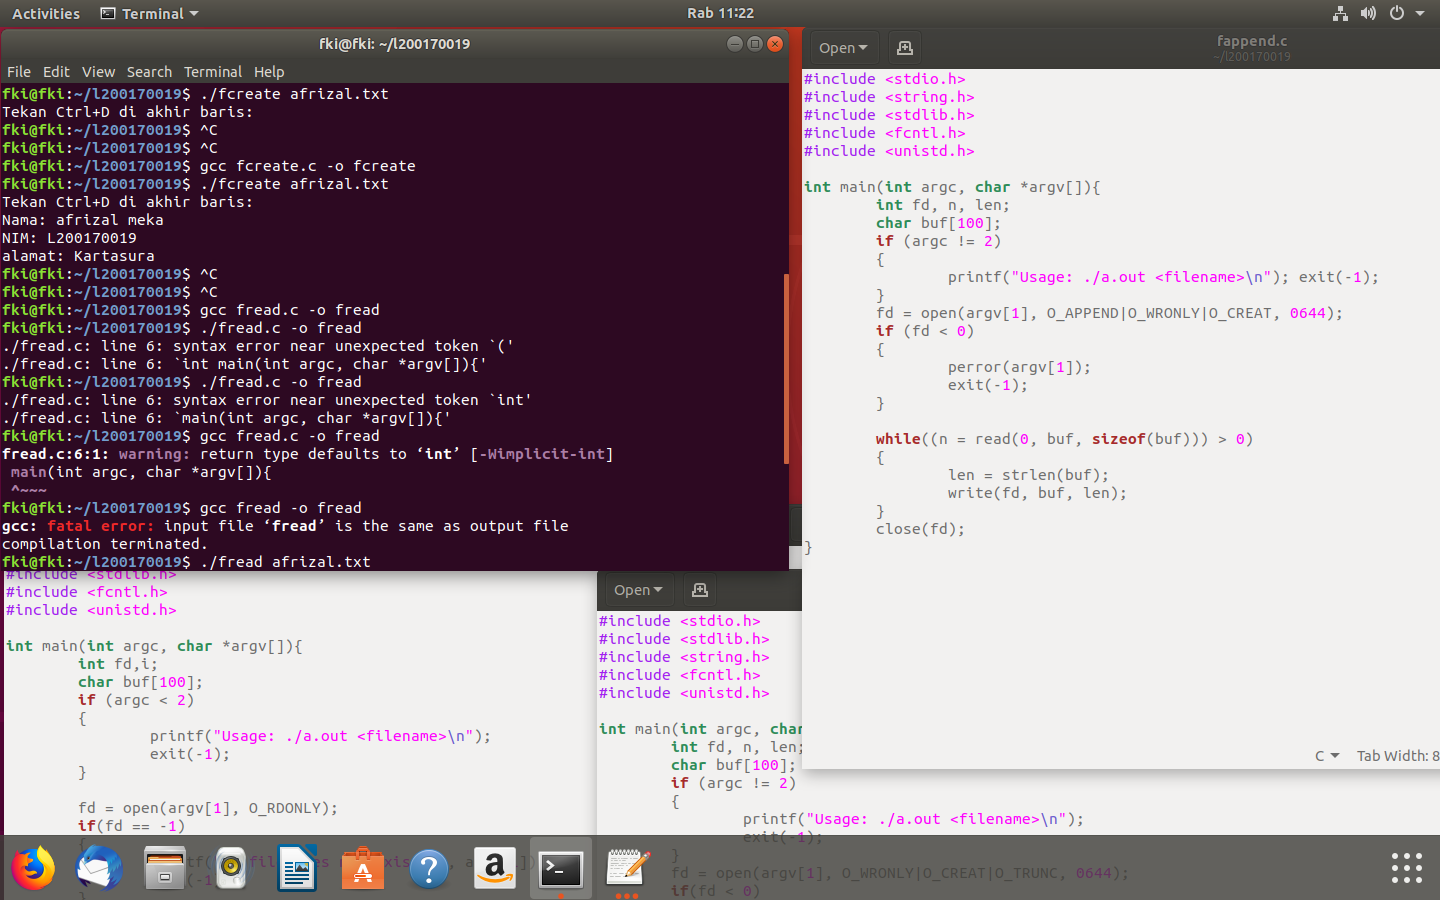 Activities Terminal Rab 11:22
fki@fki: ~/l200170019
File Edit View Search Terminal Help
fki@fki:~/l200170019$ ./fcreate afrizal.txt
Tekan Ctrl+D di akhir baris:
fki@fki:~/l200170019$ ^C
fki@fki:~/l200170019$ ^C
fki@fki:~/l200170019$ gcc fcreate.c -o fcreate
fki@fki:~/l200170019$ ./fcreate afrizal.txt
Tekan Ctrl+D di akhir baris:
Nama: afrizal meka
NIM: L200170019
alamat: Kartasura
fki@fki:~/l200170019$ ^C
fki@fki:~/l200170019$ ^C
fki@fki:~/l200170019$ gcc fread.c -o fread
fki@fki:~/l200170019$ ./fread.c -o fread
./fread.c: line 6: syntax error near unexpected token `('
./fread.c: line 6: `int main(int argc, char *argv[]){'
fki@fki:~/l200170019$ ./fread.c -o fread
./fread.c: line 6: syntax error near unexpected token `int'
./fread.c: line 6: `main(int argc, char *argv[]){'
fki@fki:~/l200170019$ gcc fread.c -o fread
fread.c:6:1: warning: return type defaults to ‘int’ [-Wimplicit-int]
 main(int argc, char *argv[]){
 ^~~~
fki@fki:~/l200170019$ gcc fread -o fread
gcc: fatal error: input file ‘fread’ is the same as output file
compilation terminated.
fki@fki:~/l200170019$ ./fread afrizal.txt
Open
fappend.c
~/l200170019
#include <stdio.h>
#include <string.h>
#include <stdlib.h>
#include <fcntl.h>
#include <unistd.h>
int main(int argc, char *argv[]){
        int fd, n, len;
        char buf[100];
        if (argc != 2)
        {
                printf("Usage: ./a.out <filename>\n"); exit(-1);
        }
        fd = open(argv[1], O_APPEND|O_WRONLY|O_CREAT, 0644);
        if (fd < 0)
        {
                perror(argv[1]);
                exit(-1);
        }
        while((n = read(0, buf, sizeof(buf))) > 0)
        {
                len = strlen(buf);
                write(fd, buf, len);
        }
        close(fd);
}
C Tab Width: 8
#include <stdlib.h>
#include <fcntl.h>
#include <unistd.h>
int main(int argc, char *argv[]){
        int fd,i;
        char buf[100];
        if (argc < 2)
        {
                printf("Usage: ./a.out <filename>\n");
                exit(-1);
        }
        fd = open(argv[1], O_RDONLY);
        if(fd == -1)
        {
Open
#include <stdio.h>
#include <stdlib.h>
#include <string.h>
#include <fcntl.h>
#include <unistd.h>
int main(int argc, char
        int fd, n, len;
        char buf[100];
        if (argc != 2)
        {
                printf("Usage: ./a.out <filename>\n");
                exit(-1);
        }
        fd = open(argv[1], O_WRONLY|O_CREAT|O_TRUNC, 0644);
        if(fd < 0)